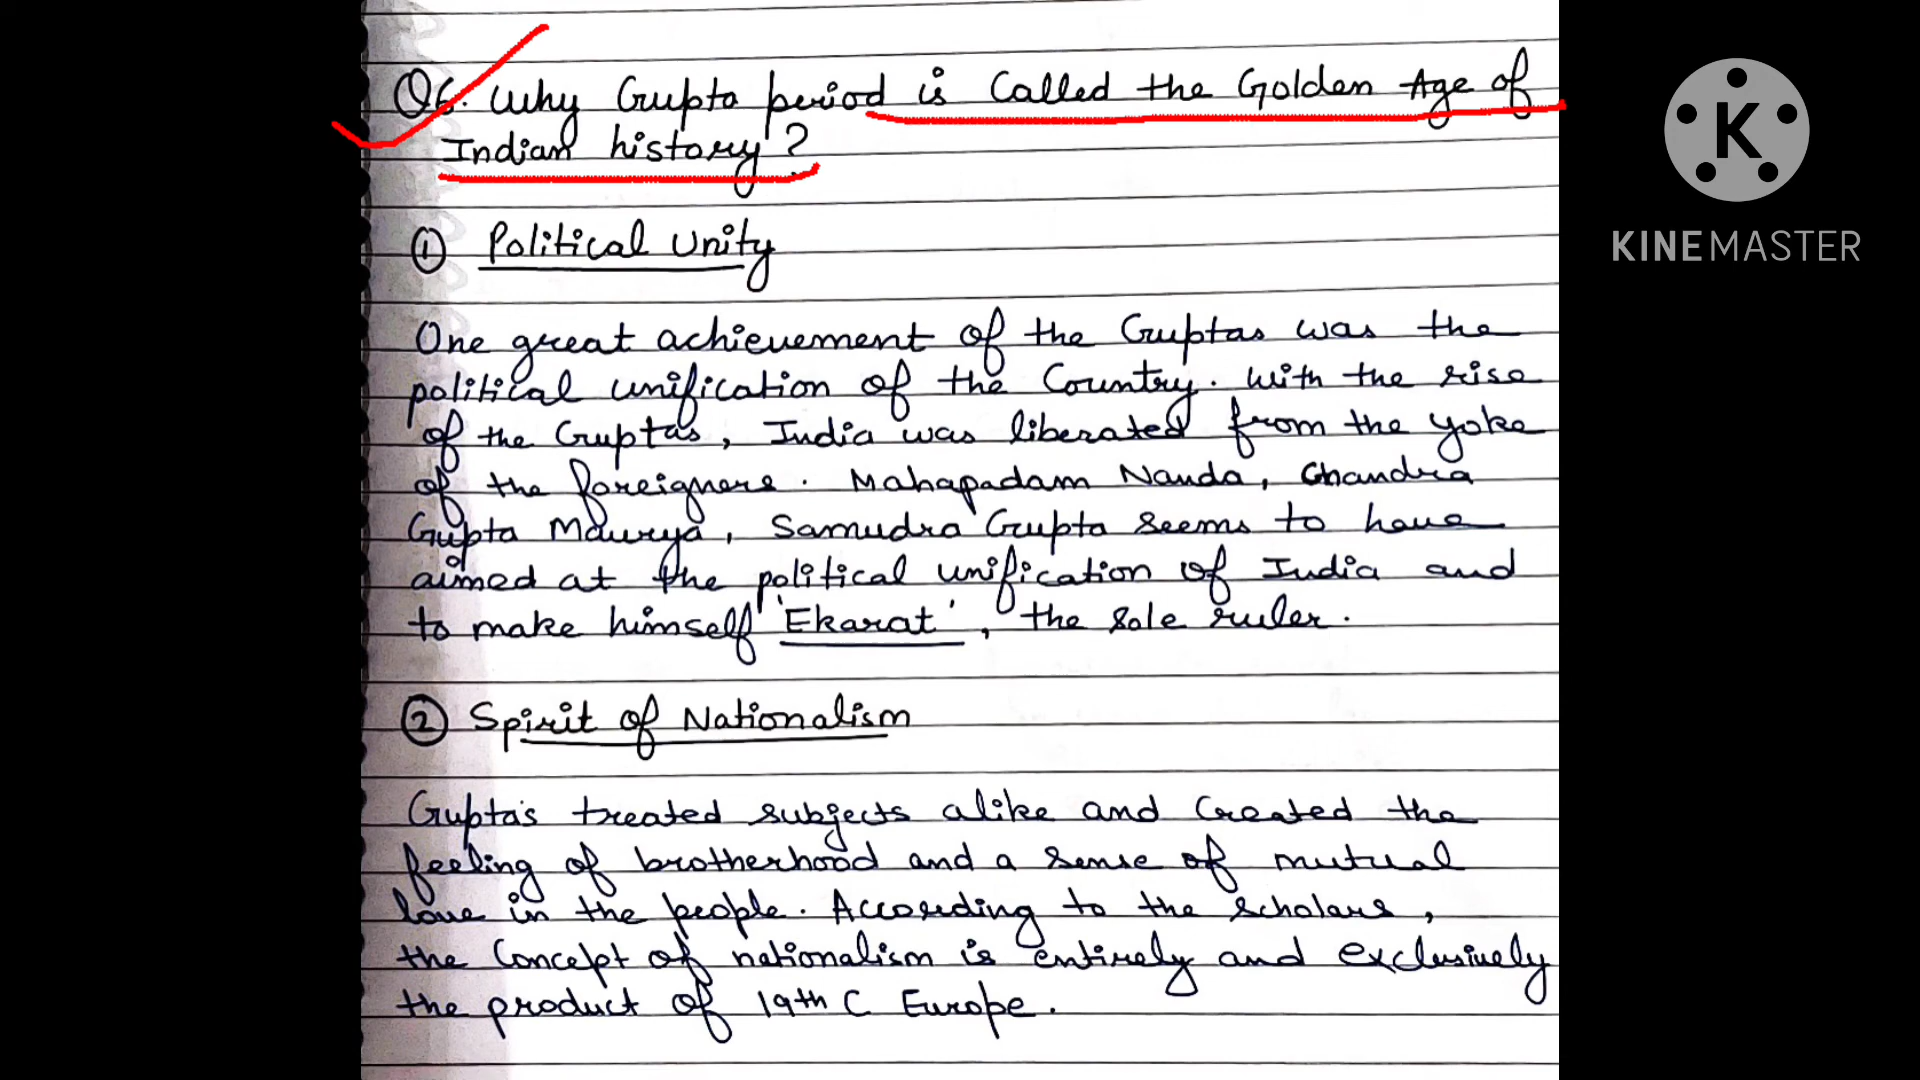 Q6. Why Gupta period is called the Golden Age of
Indian history?
① Political Unity
One great achievement of the Guptas was the
political unification of the Country. With the rise
of the Guptas, India was liberated from the yoke
of the foreigners. Mahapadam Nanda, Chandra
Gupta Maurya, Samudra Gupta seems to have
aimed at the political unification of India and
to make himself 'Ekarat', the sole ruler.
② Spirit of Nationalism
Gupta's treated subjects alike and created the
feeling of brotherhood and a sense of mutual
love in the people. According to the scholars,
the concept of nationalism is entirely and exclusively
the product of 19th C Europe.
K
KINEMASTER